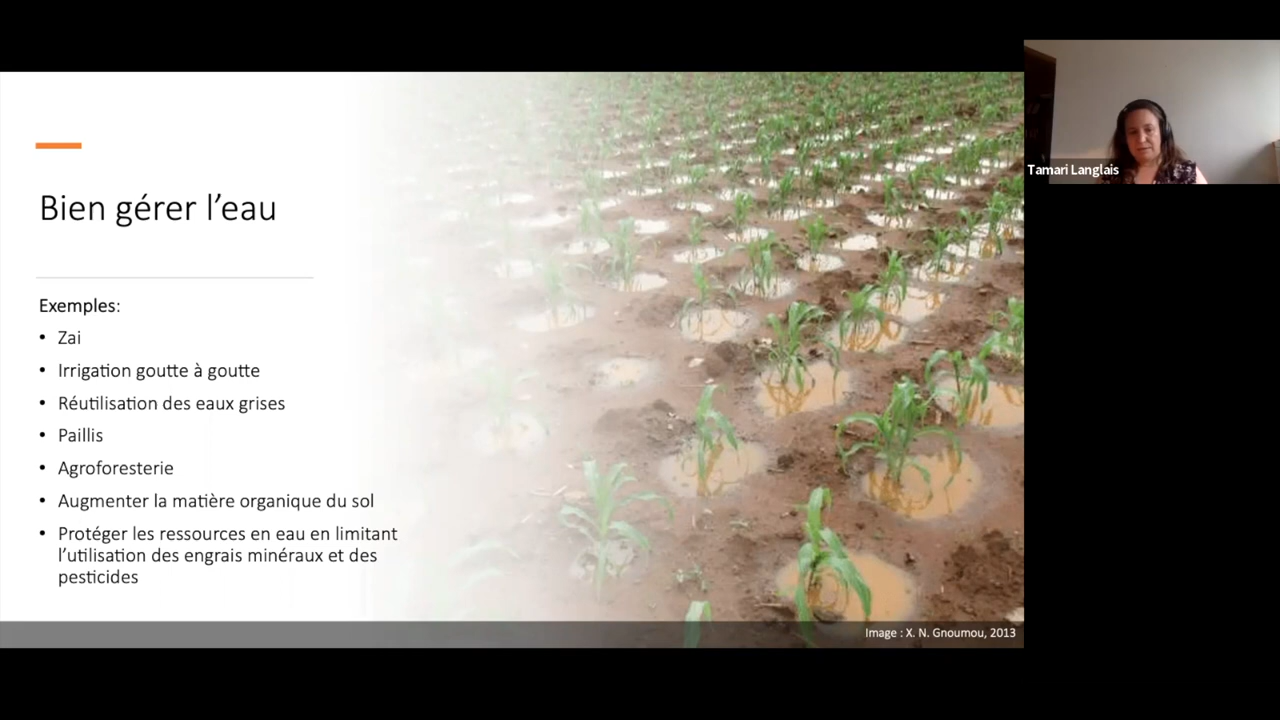 Bien gérer l’eau
Exemples:
• Zai
• Irrigation goutte à goutte
• Réutilisation des eaux grises
• Paillis
• Agroforesterie
• Augmenter la matière organique du sol
• Protéger les ressources en eau en limitant
l’utilisation des engrais minéraux et des
pesticides
Image : X. N. Gnoumou, 2013
Tamari Langlais